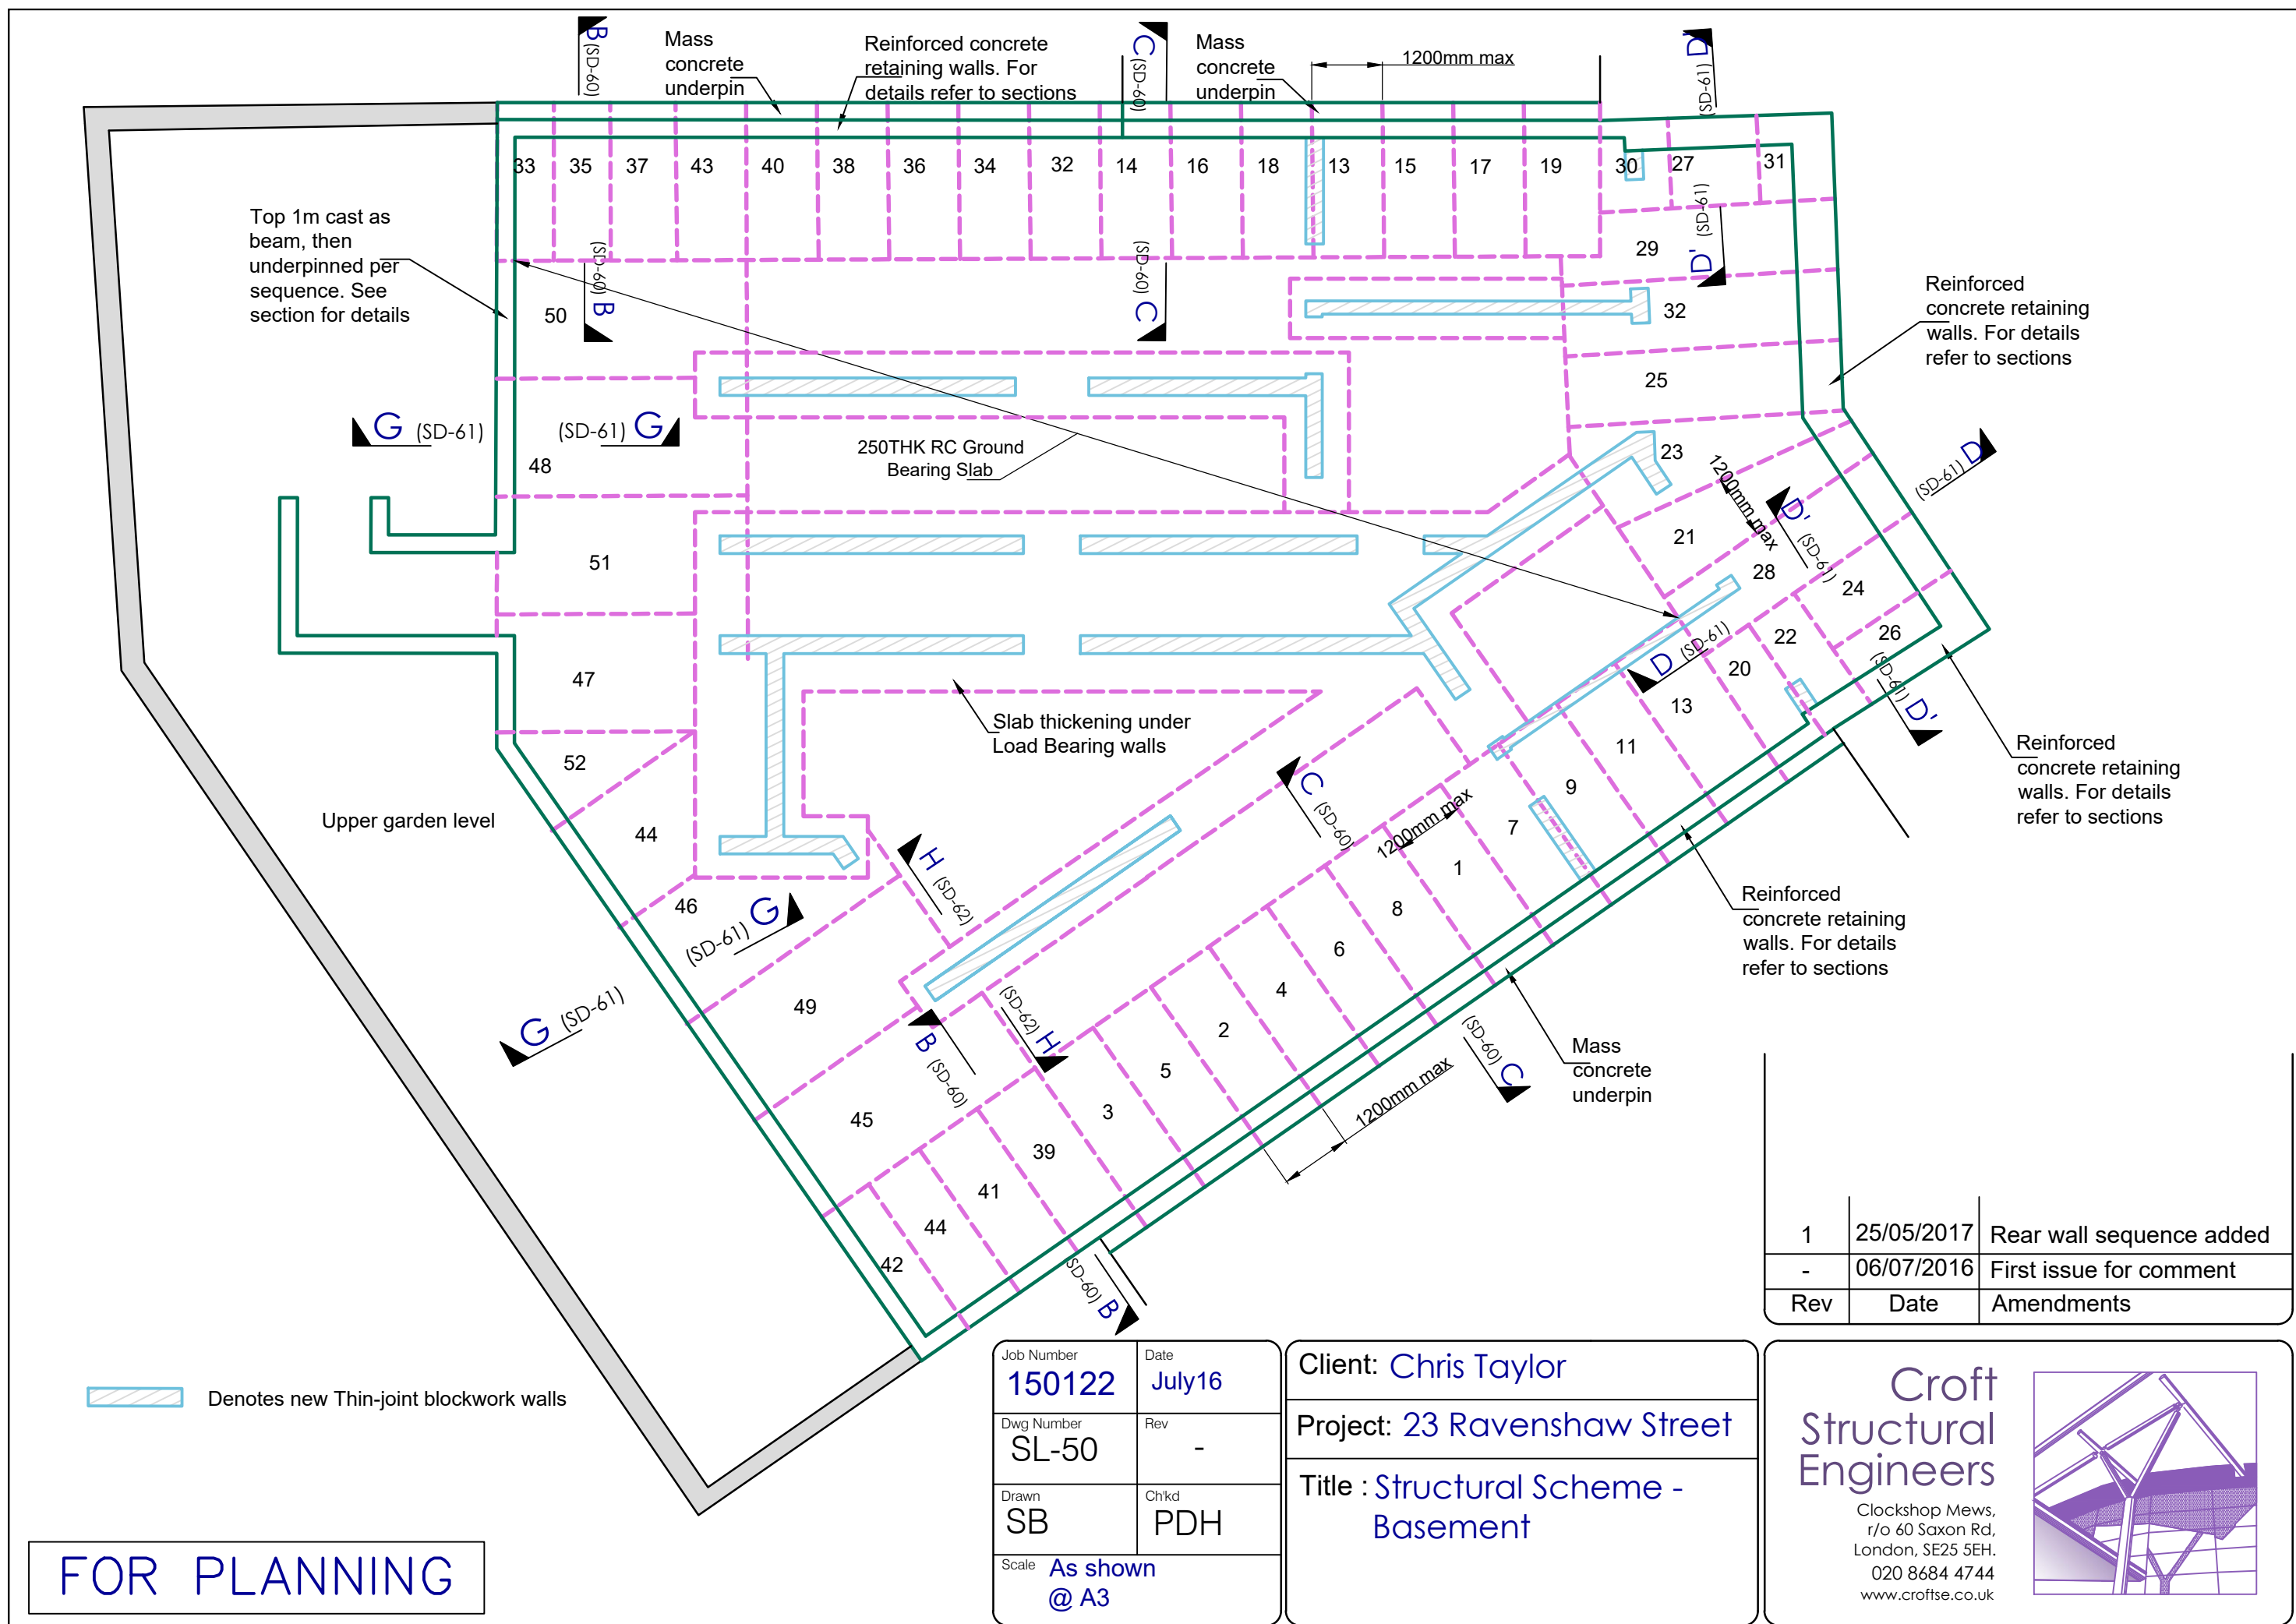 B
(SD-60)
Mass
concrete
underpin
Reinforced concrete
retaining walls. For
details refer to sections
C
(SD-60)
Mass
concrete
underpin
1200mm max
D'
(SD-61)
33
35
37
43
40
38
36
34
32
14
16
18
13
15
17
19
30
27
31
Top 1m cast as
beam, then
underpinned per
sequence. See
section for details
(SD-60)
B
(SD-60)
C
(SD-61)
D'
29
50
32
25
Reinforced
concrete retaining
walls. For details
refer to sections
G (SD-61)
(SD-61) G
250THK RC Ground
Bearing Slab
48
23
1200mm max
D'
(SD-61)
(SD-61) D
21
28
24
51
26
22
20
D (SD-61)
(SD-61) D'
47
13
Slab thickening under
Load Bearing walls
11
52
Reinforced
concrete retaining
walls. For details
refer to sections
Upper garden level
44
C (SD-60)
9
1200mm max
7
1
H (SD-62)
46
8
Reinforced
concrete retaining
walls. For details
refer to sections
(SD-61) G
6
4
49
(SD-62) H
2
G (SD-61)
B (SD-60)
5
(SD-60) C
Mass
concrete
underpin
3
1200mm max
45
39
41
44
42
SD-60) B
1 25/05/2017 Rear wall sequence added
- 06/07/2016 First issue for comment
Rev Date Amendments
Denotes new Thin-joint blockwork walls
FOR PLANNING
Job Number
150122
Date
July16
Dwg Number
SL-50
Rev
-
Drawn
SB
Ch'kd
PDH
Scale As shown
@ A3
Client: Chris Taylor
Project: 23 Ravenshaw Street
Title : Structural Scheme -
Basement
Croft
Structural
Engineers
Clockshop Mews,
r/o 60 Saxon Rd,
London, SE25 5EH.
020 8684 4744
www.croftse.co.uk